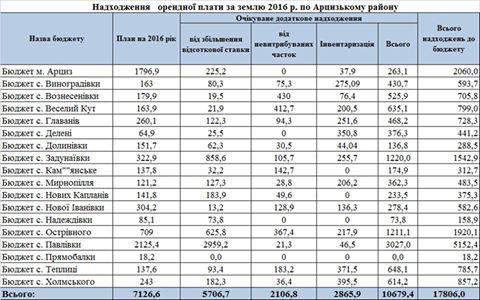 Надходження орендної плати за землю 2016 р. по Арцизькому району
Назва бюджету План на 2016 рік Очікуване додаткове надходження Всього надходжень до бюджету
від збільшення відсоткової ставки від невитрибуваних часток Інвентаризація Всього
Бюджет м. Арциз 1796,9 225,2 0 37,9 263,1 2060,0
Бюджет с. Виноградівки 163 80,3 75,3 275,09 430,7 593,7
Бюджет с. Вознесенівки 179,9 19,5 430 76,4 525,9 705,8
Бюджет с. Веселий Кут 163,9 21,9 412,7 200,5 635,1 799,0
Бюджет с. Главанів 260,1 122,3 94,3 251,6 468,2 728,3
Бюджет с. Делені 64,9 25,5 0 350,8 376,3 441,2
Бюджет с. Долинівки 151,7 62,3 30,5 44,04 136,8 288,5
Бюджет с. Задунаївки 322,9 858,6 105,7 255,7 1220,0 1542,9
Бюджет с. Кам""янське 137,8 32,2 142,7 0 174,9 312,7
Бюджет с. Мирнопілля 121,2 127,3 28,8 206,2 362,3 483,5
Бюджет с. Нових Капланів 141,8 183,9 49,6 0 233,5 375,3
Бюджет с. Нової Іванівки 304,2 13,2 128,9 136,3 278,4 582,6
Бюджет с. Надеждівки 85,1 73,8 0 0 73,8 158,9
Бюджет с. Острівного 709 625,8 367,4 217,9 1211,1 1920,1
Бюджет с. Павлівки 2125,4 2959,2 21,3 46,5 3027,0 5152,4
Бюджет с. Прямобалки 18,2 0,0 0 0,0 18,2
Бюджет с. Теплиці 137,6 93,4 183,2 371,5 648,1 785,7
Бюджет с. Холмського 243 182,3 36,4 395,5 614,2 857,2
Всього: 7126,6 5706,7 2106,8 2865,9 10679,4 17806,0